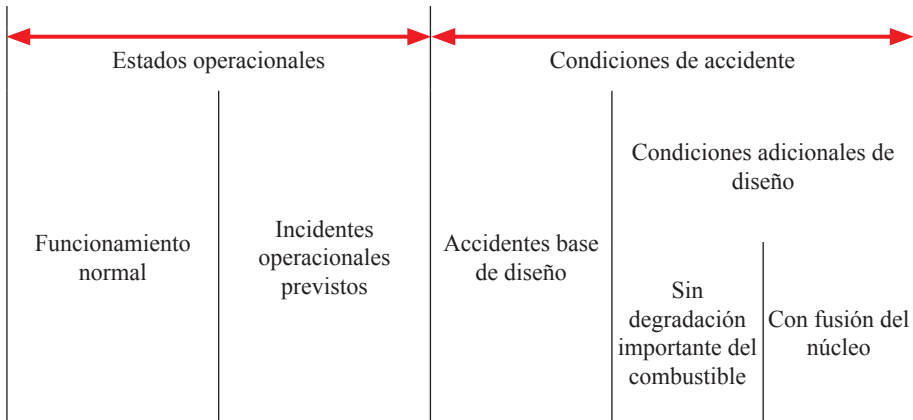 Estados operacionales
Condiciones de accidente
Funcionamiento
normal
Incidentes
operacionales
previstos
Accidentes base
de diseño
Condiciones adicionales de
diseño
Sin
degradación
importante del
combustible
Con fusión del
núcleo